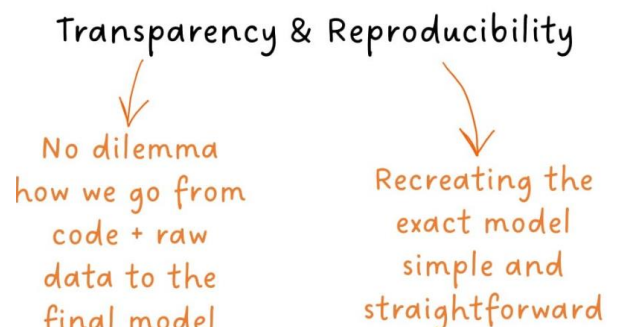 Transparency & Reproducibility
No dilemma
how we go from
code + raw
data to the
final model
Recreating the
exact model
simple and
straightforward